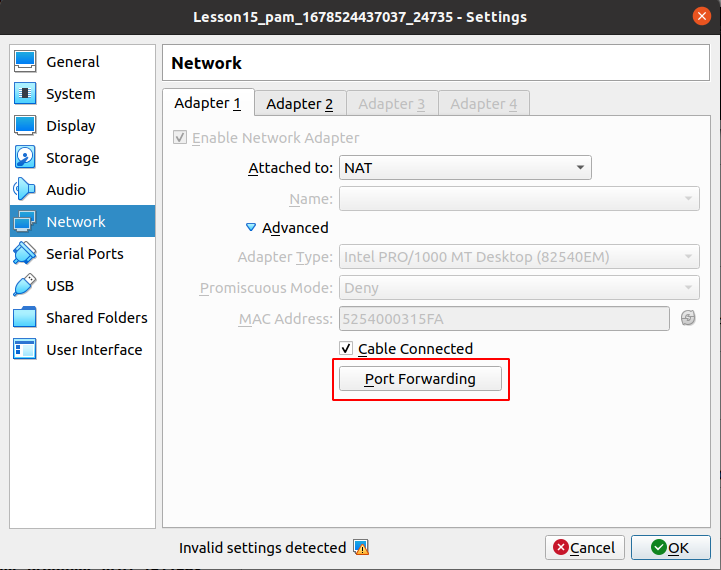 Lesson15_pam_1678524437037_24735 - Settings
General
System
Display
Storage
Audio
Network
Serial Ports
USB
Shared Folders
User Interface
Network
Adapter 1 Adapter 2 Adapter 3 Adapter 4
Enable Network Adapter
Attached to: NAT
Name:
Advanced
Adapter Type: Intel PRO/1000 MT Desktop (82540EM)
Promiscuous Mode: Deny
MAC Address: 5254000315FA
Cable Connected
Port Forwarding
Invalid settings detected
Cancel OK